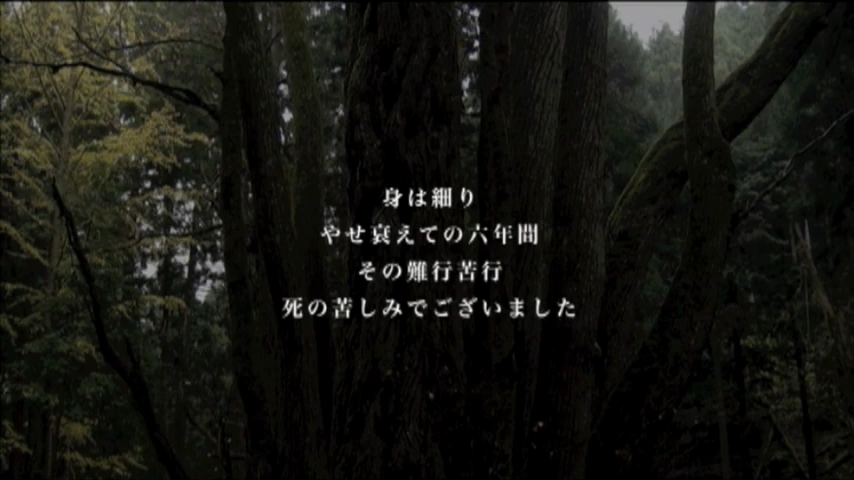 身は細り
やせ衰えての六年間
その難行苦行
死の苦しみでございました